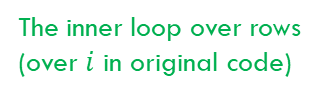 The inner loop over rows
(over i in original code)